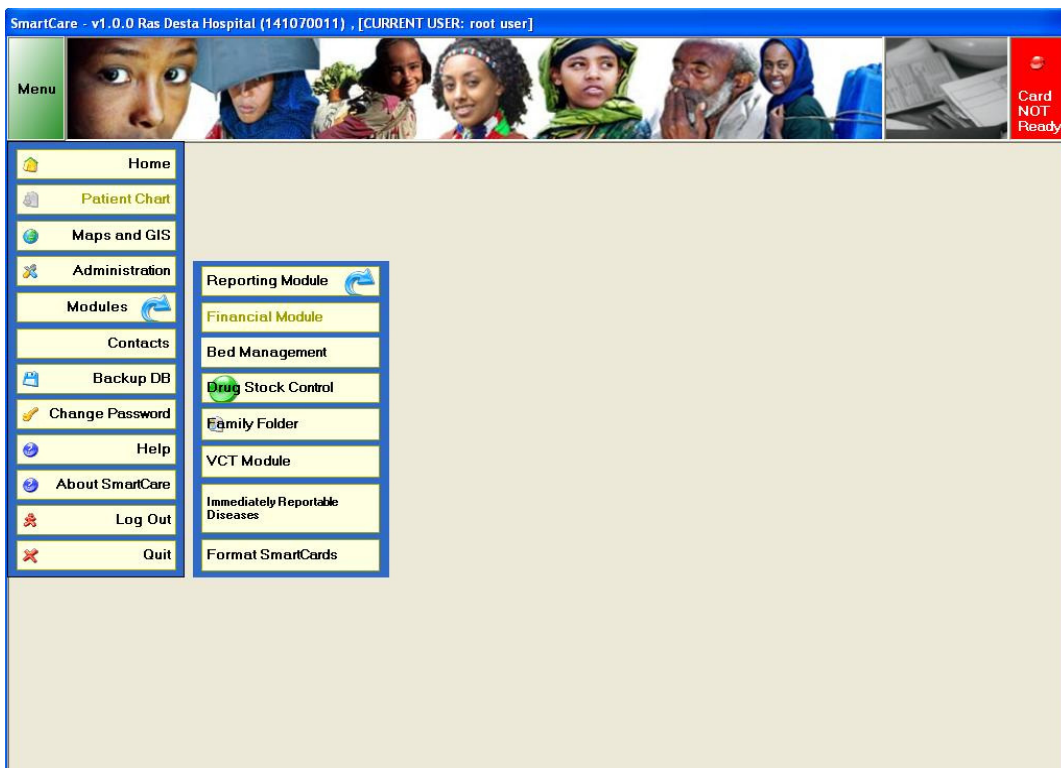 SmartCare - v1.0.0 Ras Desta Hospital (141070011) , [CURRENT USER: root user]
Menu
Card
NOT
Ready
Home
Patient Chart
Maps and GIS
Administration
Modules
Contacts
Backup DB
Change Password
Help
About SmartCare
Log Out
Quit
Reporting Module
Financial Module
Bed Management
Drug Stock Control
Family Folder
VCT Module
Immediately Reportable
Diseases
Format SmartCards